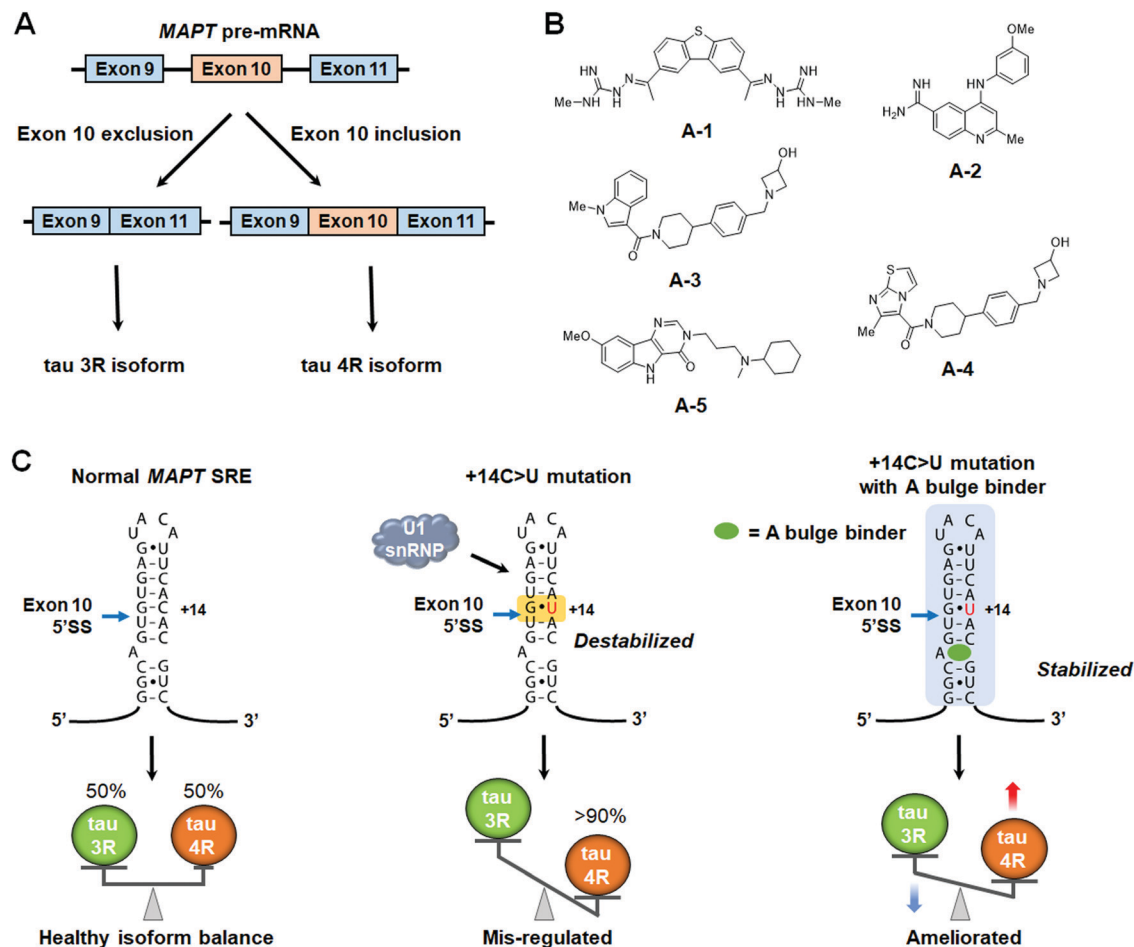 A
MAPT pre-mRNA
Exon 9
Exon 10
Exon 11
Exon 10 exclusion
Exon 10 inclusion
Exon 9
Exon 11
Exon 9
Exon 10
Exon 11
tau 3R isoform
tau 4R isoform
B
S
NH
N
N
NH
Me
NH
N
H
Me
Me
N
H
NH
Me
A-1
OMe
NH
NH
H2N
N
Me
A-2
OH
N
Me
N
N
O
A-3
OH
N
S
N
N
Me
N
O
A-4
MeO
N
N
N
H
O
N
A-5
C
Normal MAPT SRE
A
C
U
A
G
U
A
U
G
C
U
A
G
C
U
A
G
C
A
C
G
G
U
G
C
Exon 10
5'SS
+14
5'
3'
50%
50%
tau
3R
tau
4R
Healthy isoform balance
+14C>U mutation
U1
snRNP
A
C
U
A
G
U
A
U
G
C
U
A
G
U
U
A
G
C
A
C
G
G
U
G
C
Exon 10
5'SS
+14
Destabilized
5'
3'
tau
3R
>90%
tau
4R
Mis-regulated
+14C>U mutation
with A bulge binder
= A bulge binder
A
C
U
A
G
U
A
U
G
C
U
A
G
U
U
A
G
C
A
C
G
G
U
G
C
Exon 10
5'SS
+14
Stabilized
5'
3'
tau
3R
tau
4R
Ameliorated